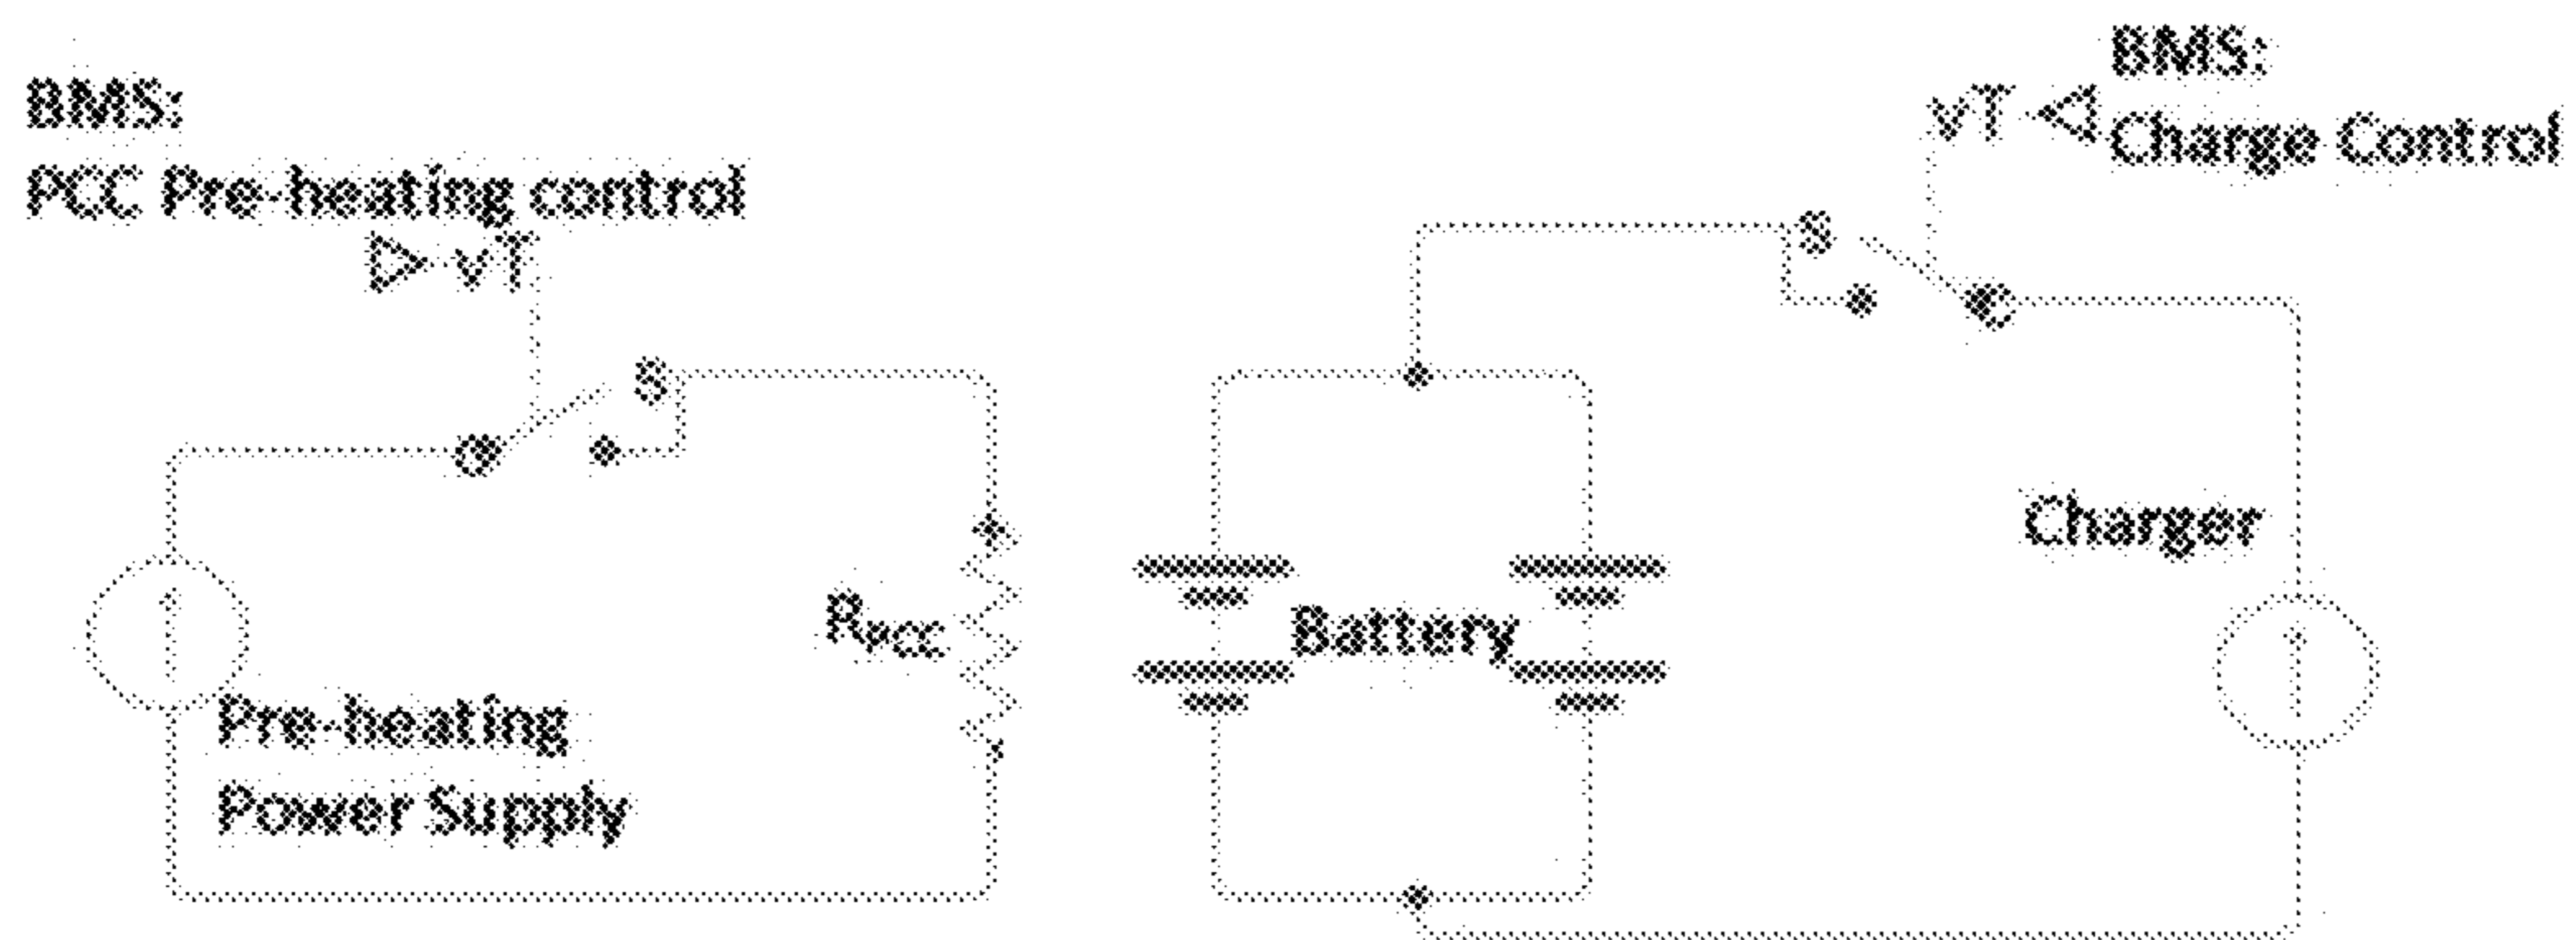 BMS:
PCC Pre-heating control
vT
S
C
Pre-heating
Power Supply
RPCC
Battery
BMS:
Charge Control
vT
S
C
Charger